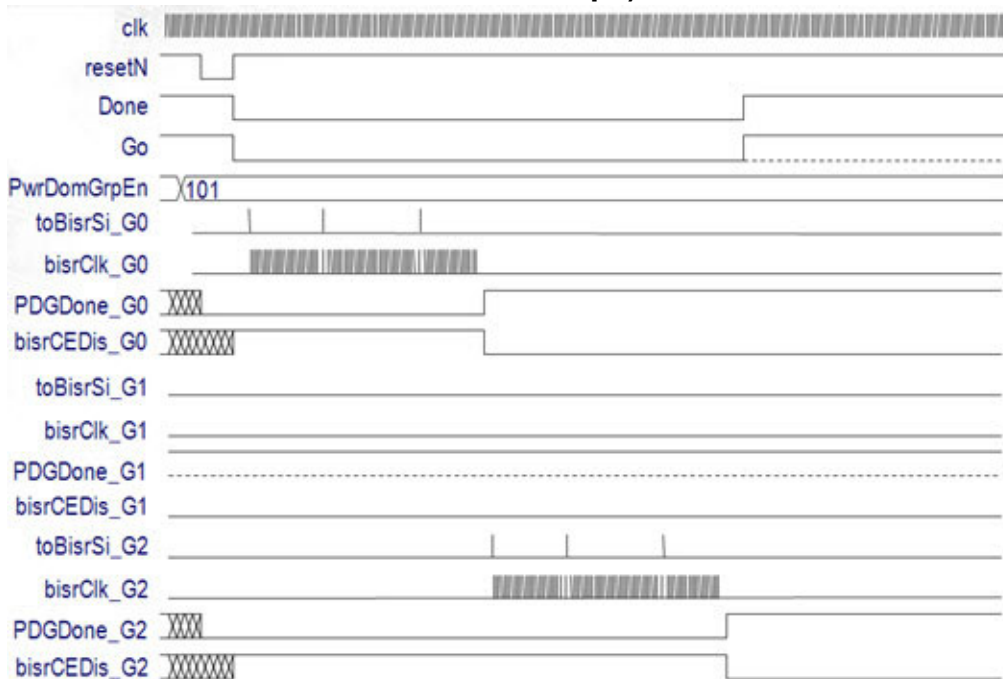 clk
resetN
Done
Go
PwrDomGrpEn 101
toBisrSi_G0
bisrClk_G0
PDGDone_G0
bisrCEDis_G0
toBisrSi_G1
bisrClk_G1
PDGDone_G1
bisrCEDis_G1
toBisrSi_G2
bisrClk_G2
PDGDone_G2
bisrCEDis_G2